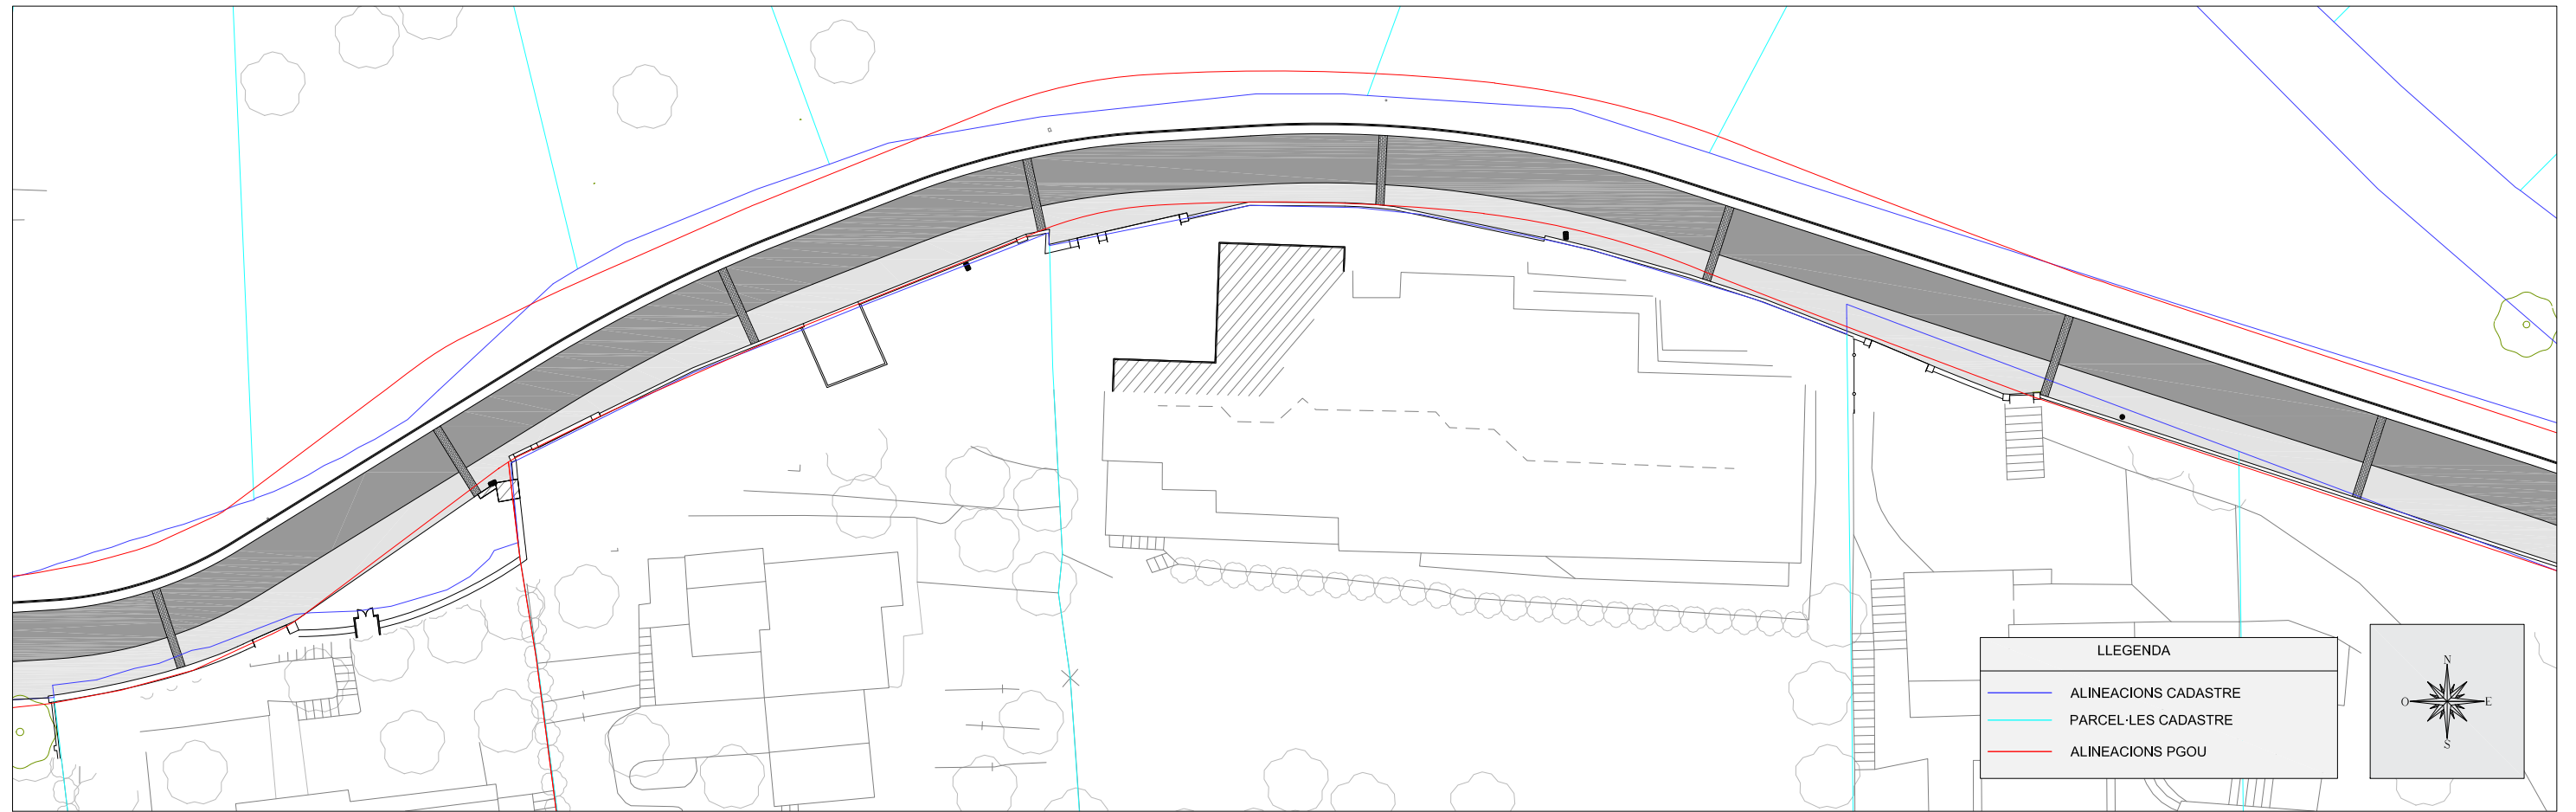 LLEGENDA
ALINEACIONS CADASTRE
PARCEL·LES CADASTRE
ALINEACIONS PGOU
N
O E
S